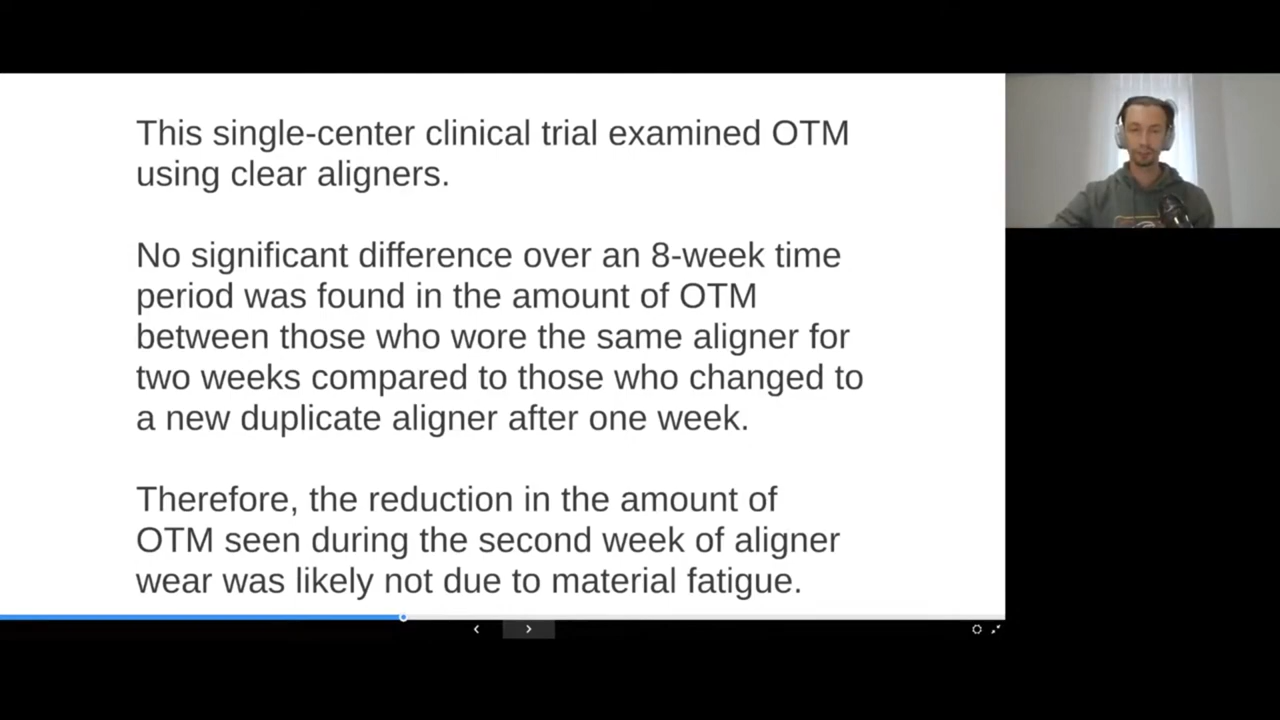 This single-center clinical trial examined OTM
using clear aligners.
No significant difference over an 8-week time
period was found in the amount of OTM
between those who wore the same aligner for
two weeks compared to those who changed to
a new duplicate aligner after one week.
Therefore, the reduction in the amount of
OTM seen during the second week of aligner
wear was likely not due to material fatigue.